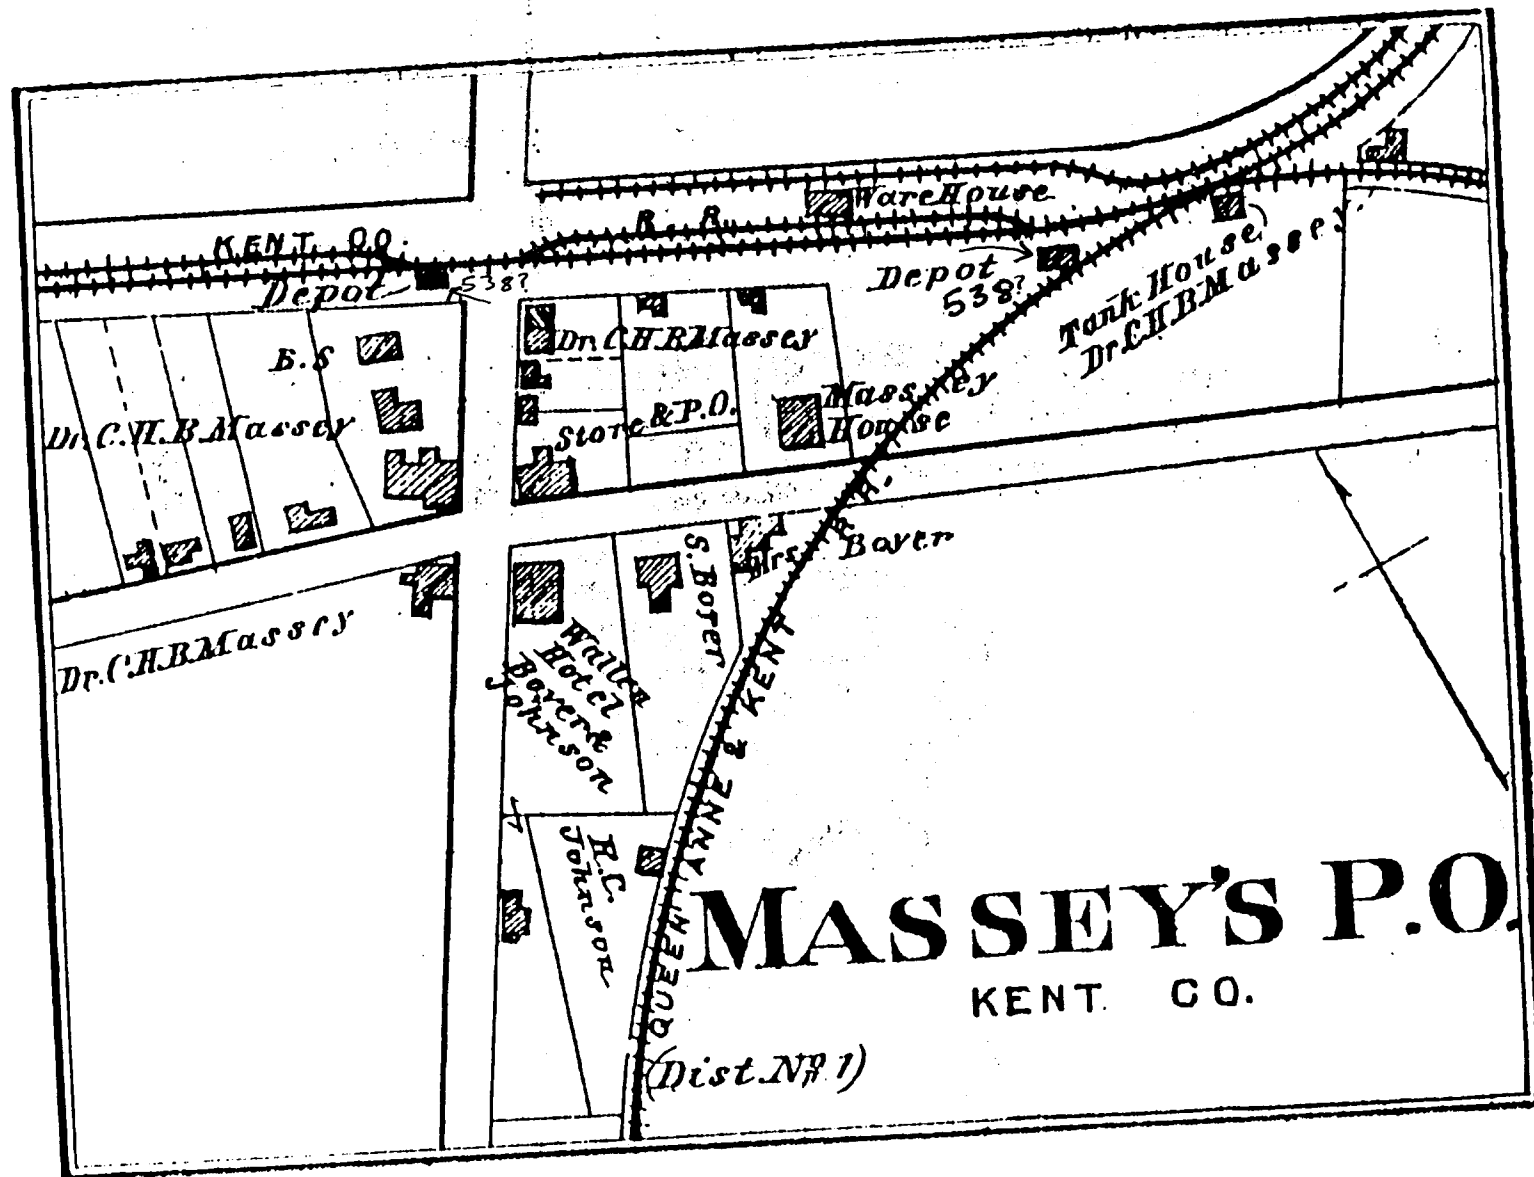 KENT CO.
R. R.
Ware House
Depot
538?
Depot
538?
Tank House
Dr. C.H.B. Massey.
B. S
Dr. C.H.B. Massey
Dr. C. H. B. Massey
Store & P.O.
Massey
House
R. R.
Mrs. Boyer
S. Boyer
Dr. C.H.B. Massey
Hotel
Boyer &
Johnson
R.C.
Johnson
QUEEN ANNE & KENT
MASSEY'S P.O.
KENT CO.
(Dist. No 1)